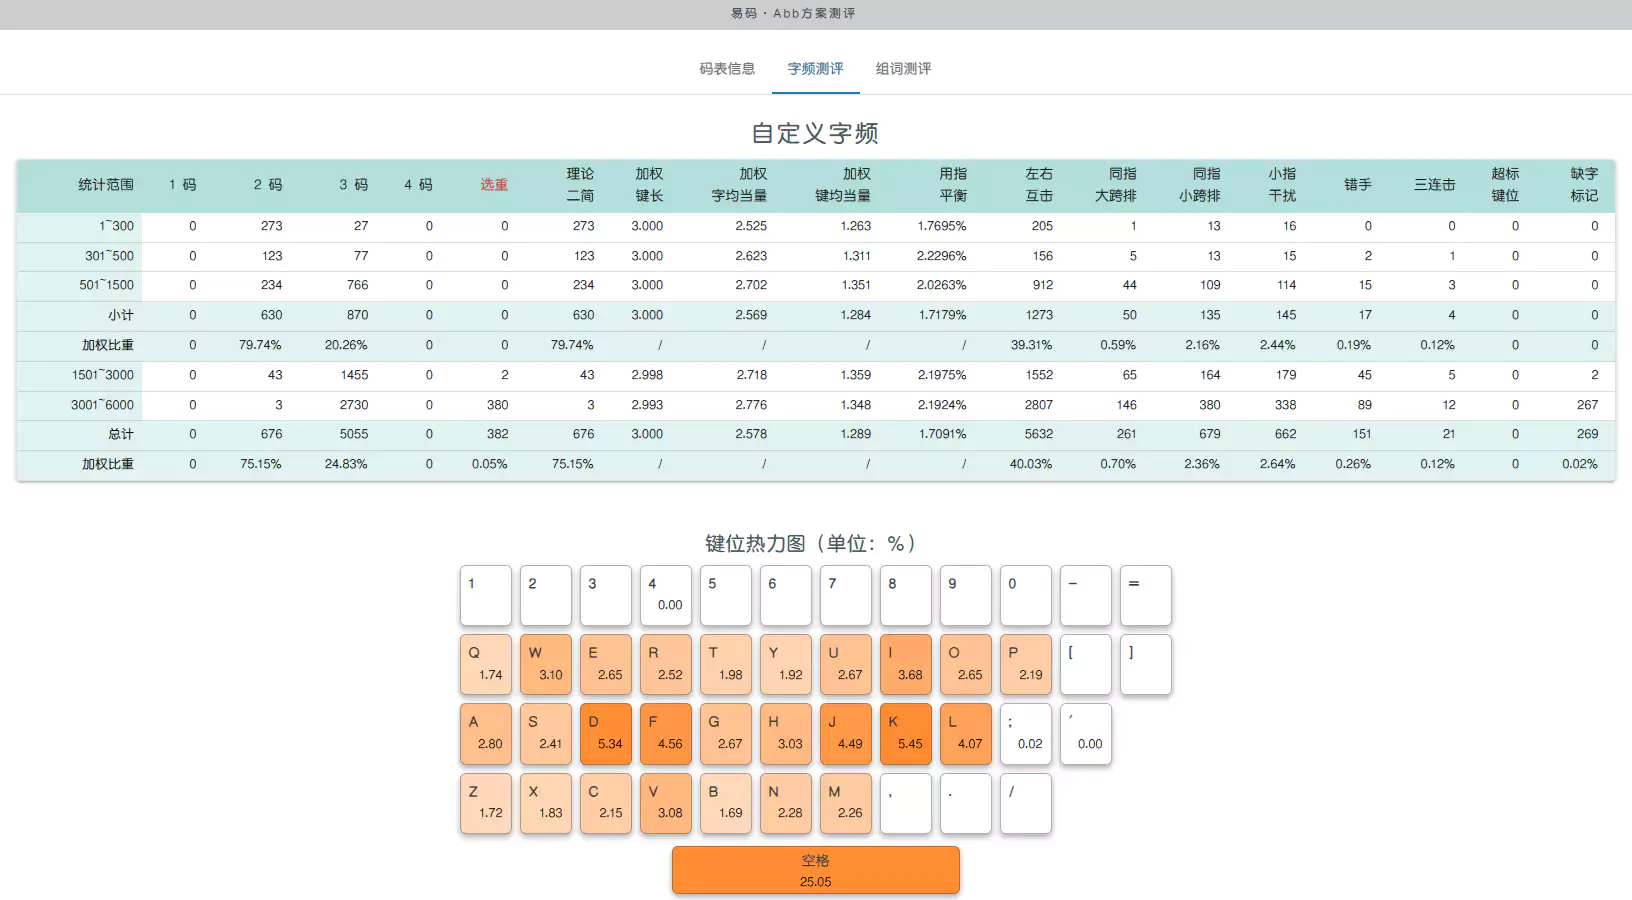 易码 · Abb方案测评
码表信息 字频测评 组词测评
自定义字频
统计范围 1 码 2 码 3 码 4 码 选重 理论二简 加权键长 加权字均当量 加权键均当量 用指平衡 左右互击 同指大跨排 同指小跨排 小指干扰 错手 三连击 超标键位 缺字标记
1~300 0 273 27 0 0 273 3.000 2.525 1.263 1.7695% 205 1 13 16 0 0 0 0
301~500 0 123 77 0 0 123 3.000 2.623 1.311 2.2296% 156 5 13 15 2 1 0 0
501~1500 0 234 766 0 0 234 3.000 2.702 1.351 2.0263% 912 44 109 114 15 3 0 0
小计 0 630 870 0 0 630 3.000 2.569 1.284 1.7179% 1273 50 135 145 17 4 0 0
加权比重 0 79.74% 20.26% 0 0 79.74% / / / / 39.31% 0.59% 2.16% 2.44% 0.19% 0.12% 0 0
1501~3000 0 43 1455 0 2 43 2.998 2.718 1.359 2.1975% 1552 65 164 179 45 5 0 2
3001~6000 0 3 2730 0 380 3 2.993 2.776 1.348 2.1924% 2807 146 380 338 89 12 0 267
总计 0 676 5055 0 382 676 3.000 2.578 1.289 1.7091% 5632 261 679 662 151 21 0 269
加权比重 0 75.15% 24.83% 0 0.05% 75.15% / / / / 40.03% 0.70% 2.36% 2.64% 0.26% 0.12% 0 0.02%
键位热力图（单位：%）
1 2 3 4 5 6 7 8 9 0 - =
0.00
Q W E R T Y U I O P [ ]
1.74 3.10 2.65 2.52 1.98 1.92 2.67 3.68 2.65 2.19
A S D F G H J K L ; ′
2.80 2.41 5.34 4.56 2.67 3.03 4.49 5.45 4.07 0.02 0.00
Z X C V B N M , . /
1.72 1.83 2.15 3.08 1.69 2.28 2.26
空格
25.05